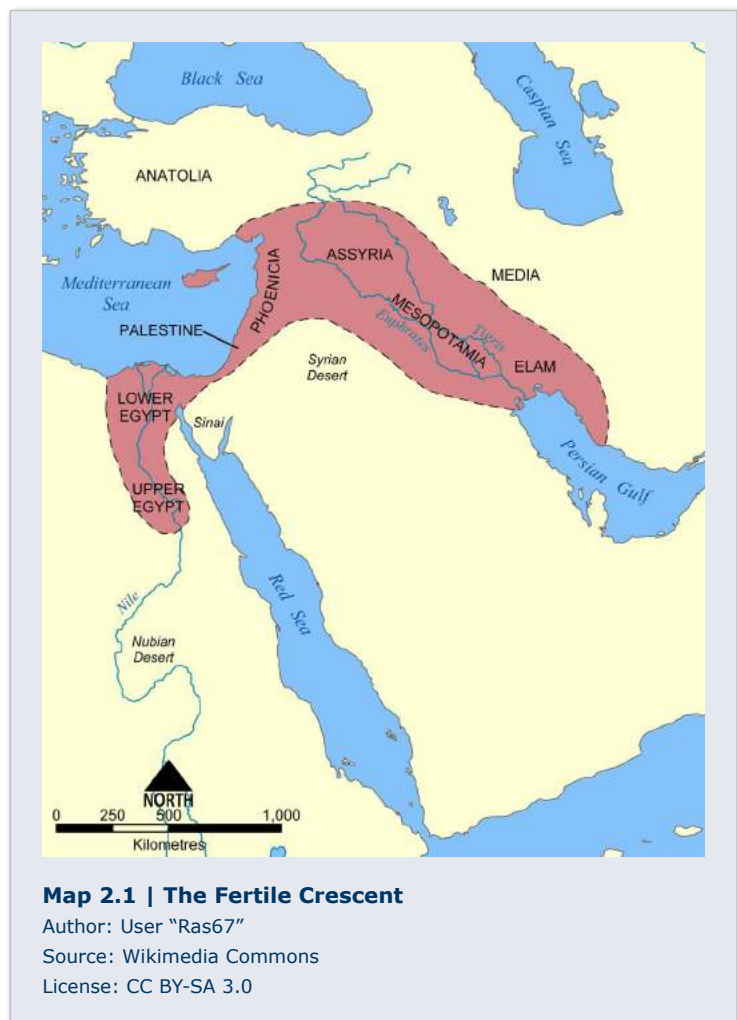 Black Sea
Caspian Sea
ANATOLIA
ASSYRIA
MEDIA
Mediterranean
Sea
PHOENICIA
MESOPOTAMIA
PALESTINE
Euphrates
Tigris
ELAM
Syrian
Desert
LOWER
EGYPT
Sinai
Persian Gulf
UPPER
EGYPT
Red Sea
Nile
Nubian
Desert
NORTH
0 250 500 1,000
Kilometres
Map 2.1 | The Fertile Crescent
Author: User “Ras67”
Source: Wikimedia Commons
License: CC BY-SA 3.0